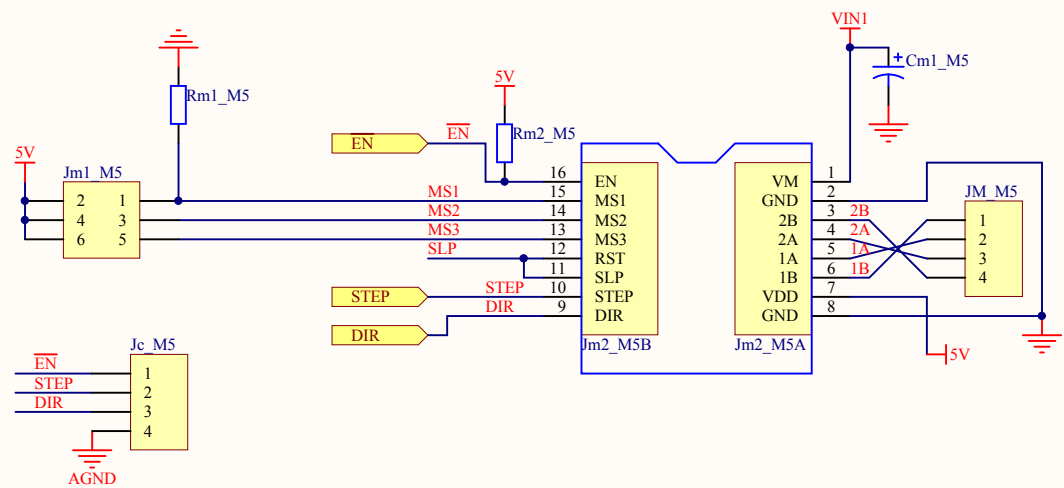 VIN1
Cm1_M5
Rm1_M5
5V
EN
EN
Rm2_M5
5V
Jm1_M5
2 1
4 3
6 5
MS1
MS2
MS3
SLP
STEP
STEP
DIR
DIR
16 EN
15 MS1
14 MS2
13 MS3
12 RST
11 SLP
10 STEP
9 DIR
Jm2_M5B
VM 1
GND 2
2B 3
2A 4
1A 5
1B 6
VDD 7
GND 8
Jm2_M5A
2B
2A
1A
1B
JM_M5
1
2
3
4
5V
Jc_M5
EN 1
STEP 2
DIR 3
4
AGND